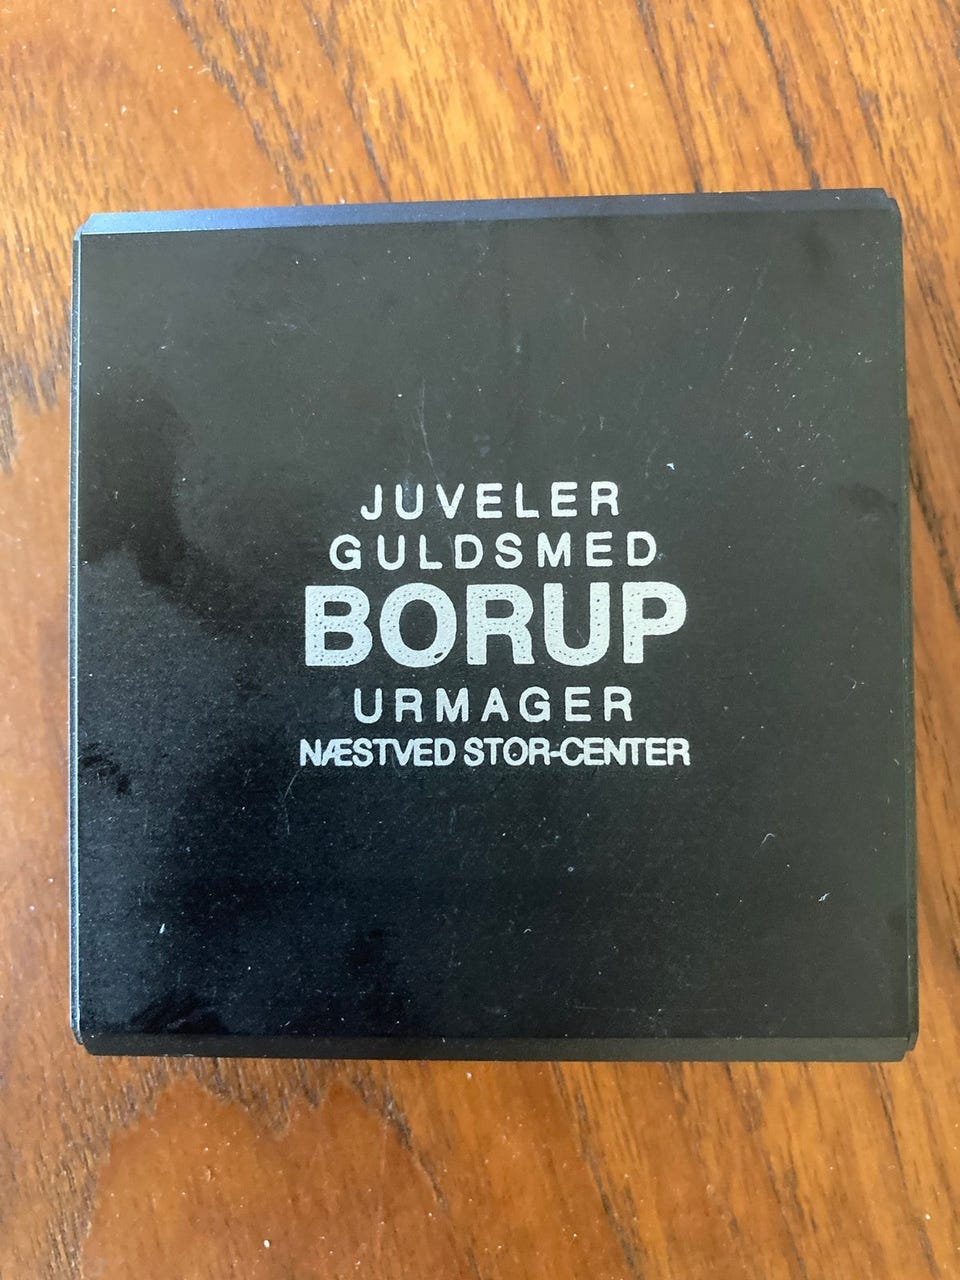 JUVELER
GULDSMED
BORUP
URMAGER
NÆSTVED STOR-CENTER